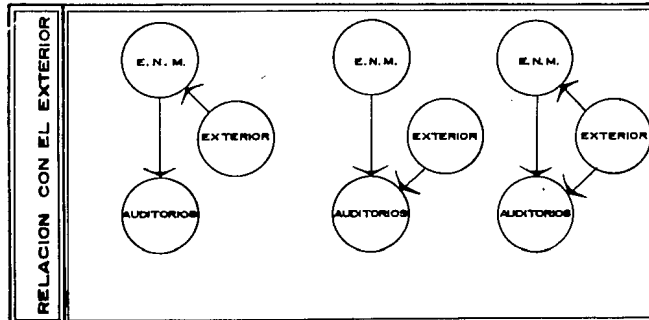 RELACION CON EL EXTERIOR
E. N. M.
EXTERIOR
AUDITORIOS
E. N. M.
EXTERIOR
AUDITORIOS
E. N. M.
EXTERIOR
AUDITORIOS